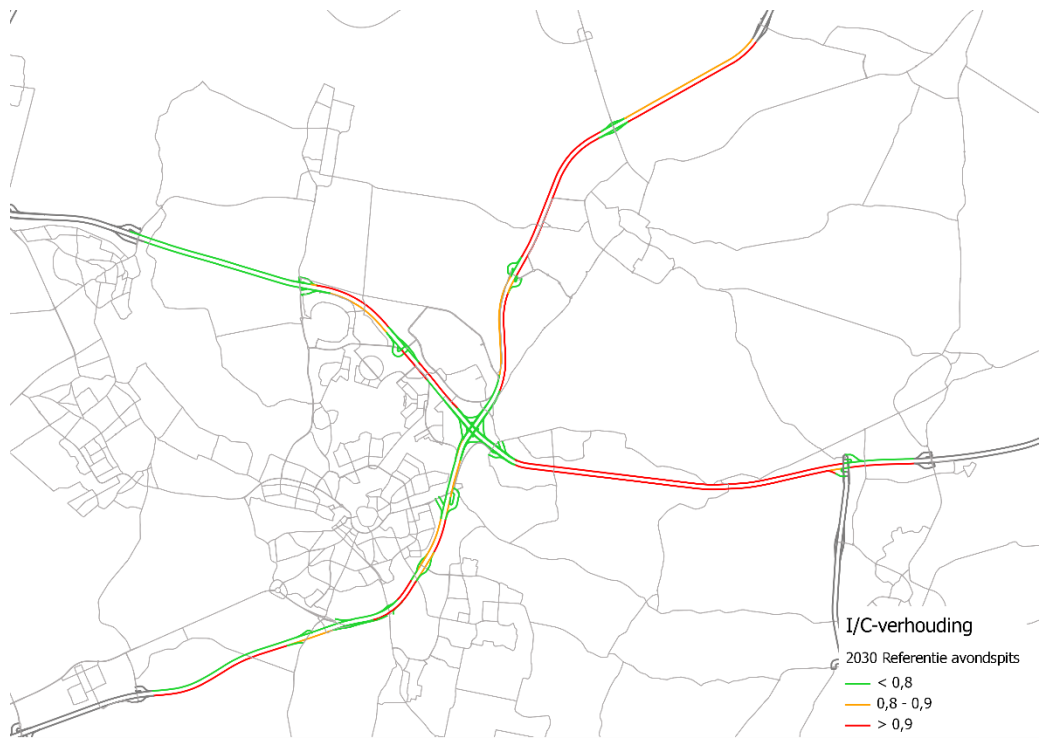 I/C-verhouding
2030 Referentie avondspits
< 0,8
0,8 - 0,9
> 0,9